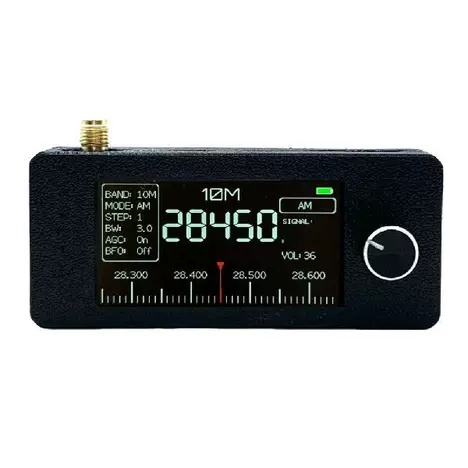 10M
BAND: 10M
MODE: AM
STEP: 1
BW: 3.0
AGC: On
BFO: Off
28450
AM
SIGNAL:
VOL: 36
28.300 28.400 28.500 28.600